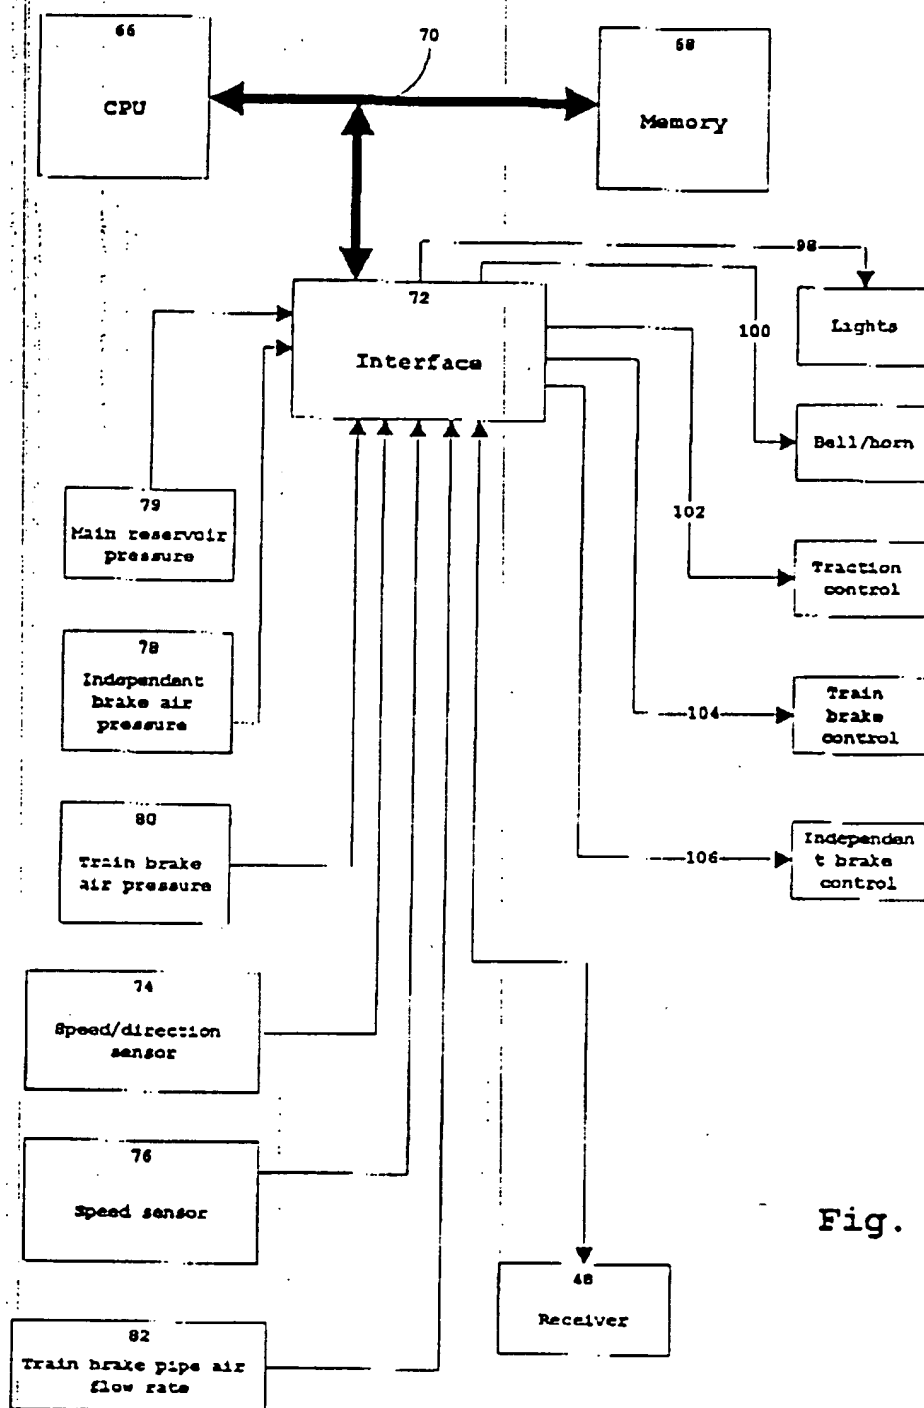 66
CPU
70
68
Memory
98
72
Interface
100
Lights
Bell/horn
79
Main reservoir
pressure
102
Traction
control
78
Independent
brake air
pressure
104
Train
brake
control
80
Train brake
air pressure
106
Independen
t brake
control
74
Speed/direction
sensor
76
Speed sensor
Fig.
48
Receiver
82
Train brake pipe air
flow rate